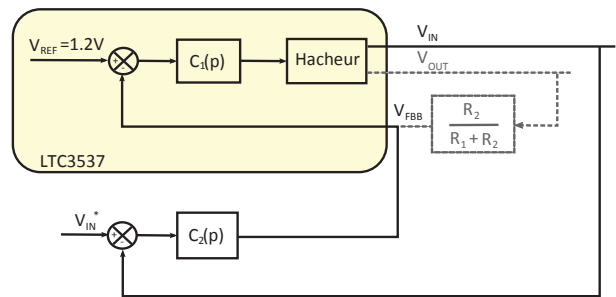 V_REF=1.2V
+
-
C₁(p)
Hacheur
V_IN
V_OUT
V_FBB
R₂
R₁+R₂
LTC3537
V_IN*
+
-
C₂(p)